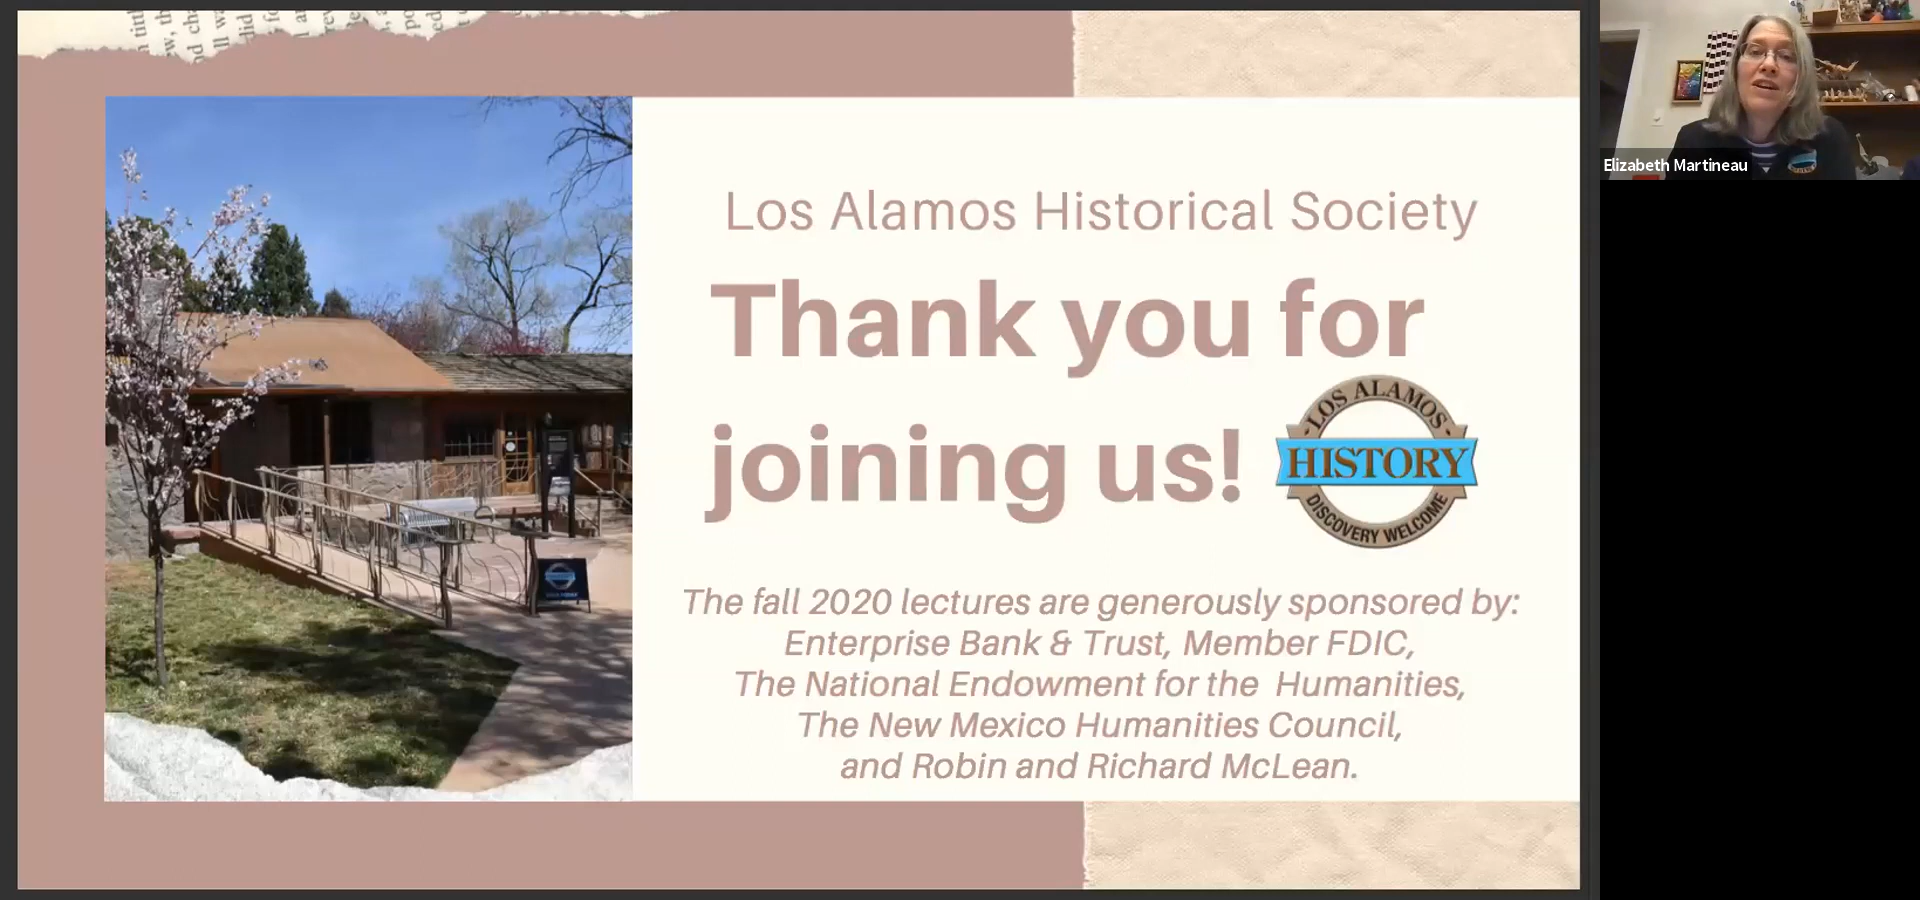 Los Alamos Historical Society
Thank you for
joining us!
LOS ALAMOS
HISTORY
DISCOVERY WELCOME
The fall 2020 lectures are generously sponsored by:
Enterprise Bank & Trust, Member FDIC,
The National Endowment for the Humanities,
The New Mexico Humanities Council,
and Robin and Richard McLean.
Elizabeth Martineau